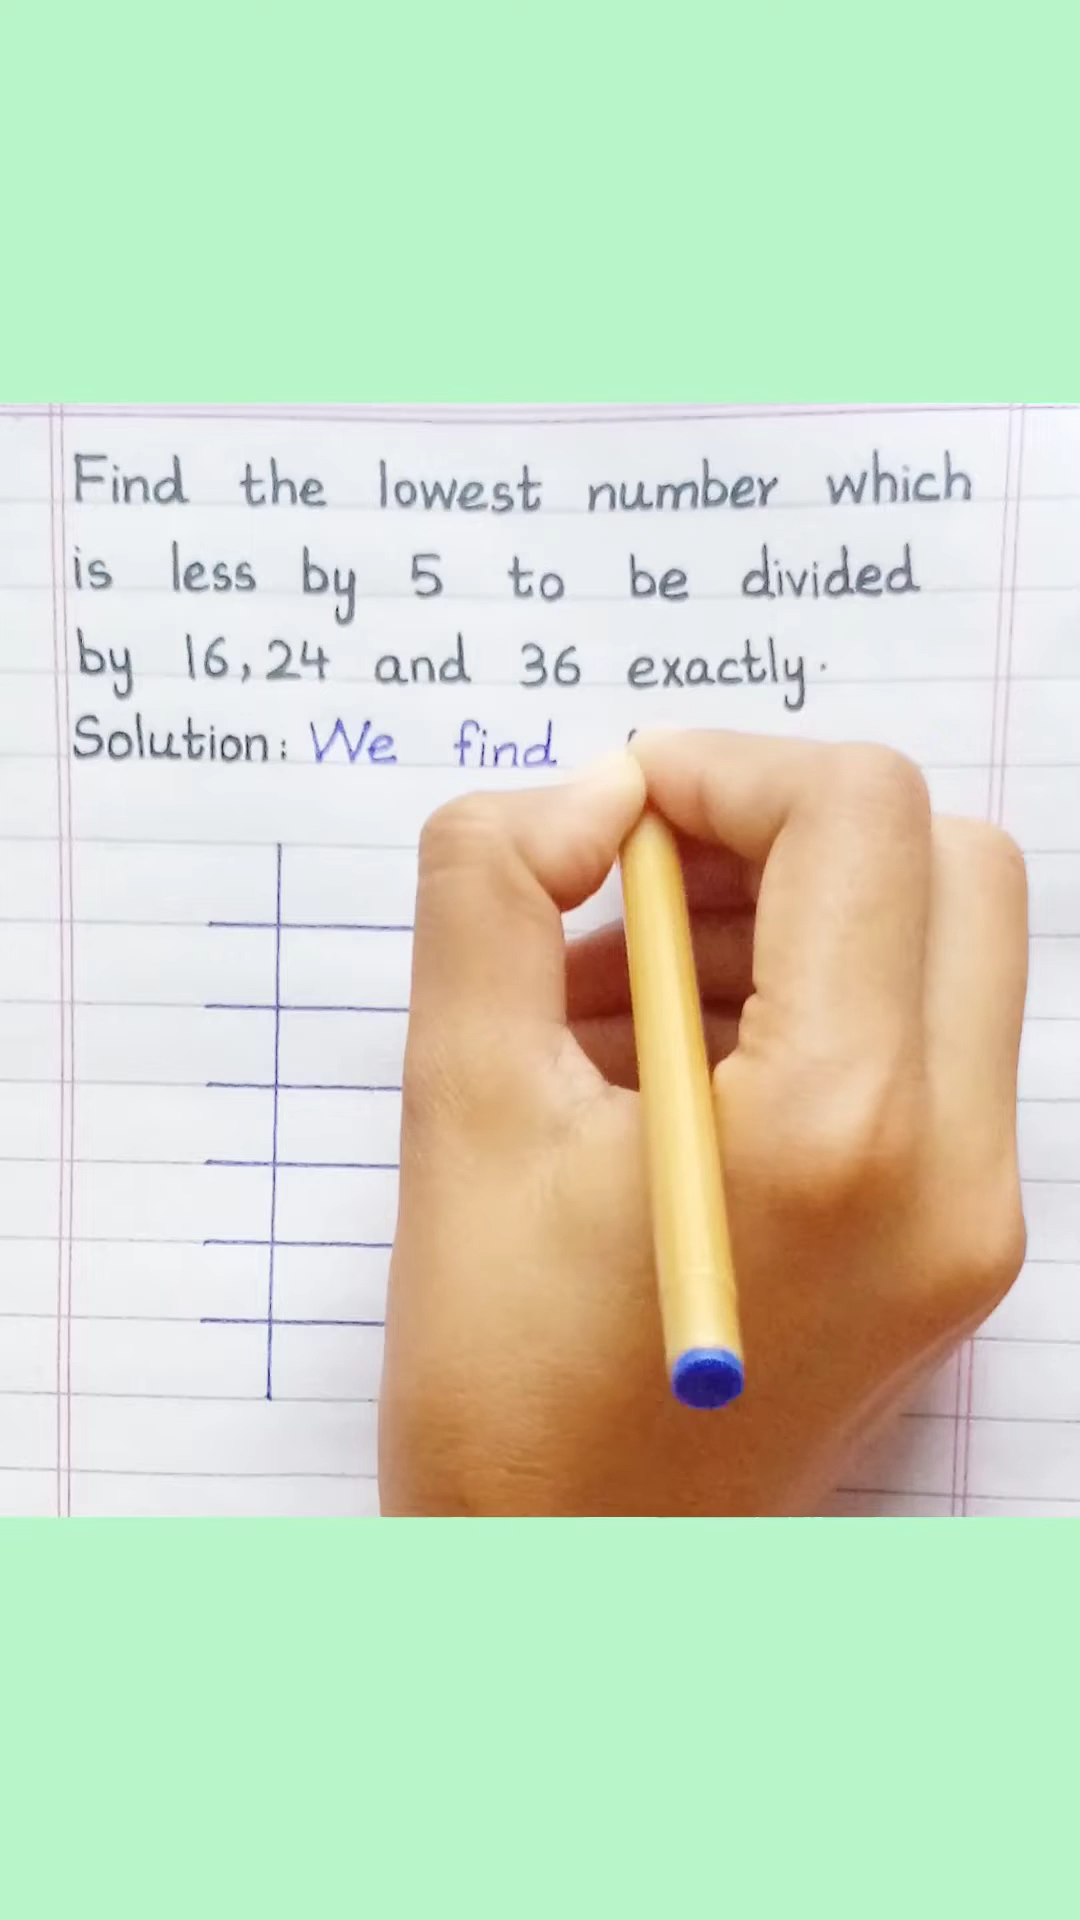 Find the lowest number which
is less by 5 to be divided
by 16, 24 and 36 exactly.
Solution: We find